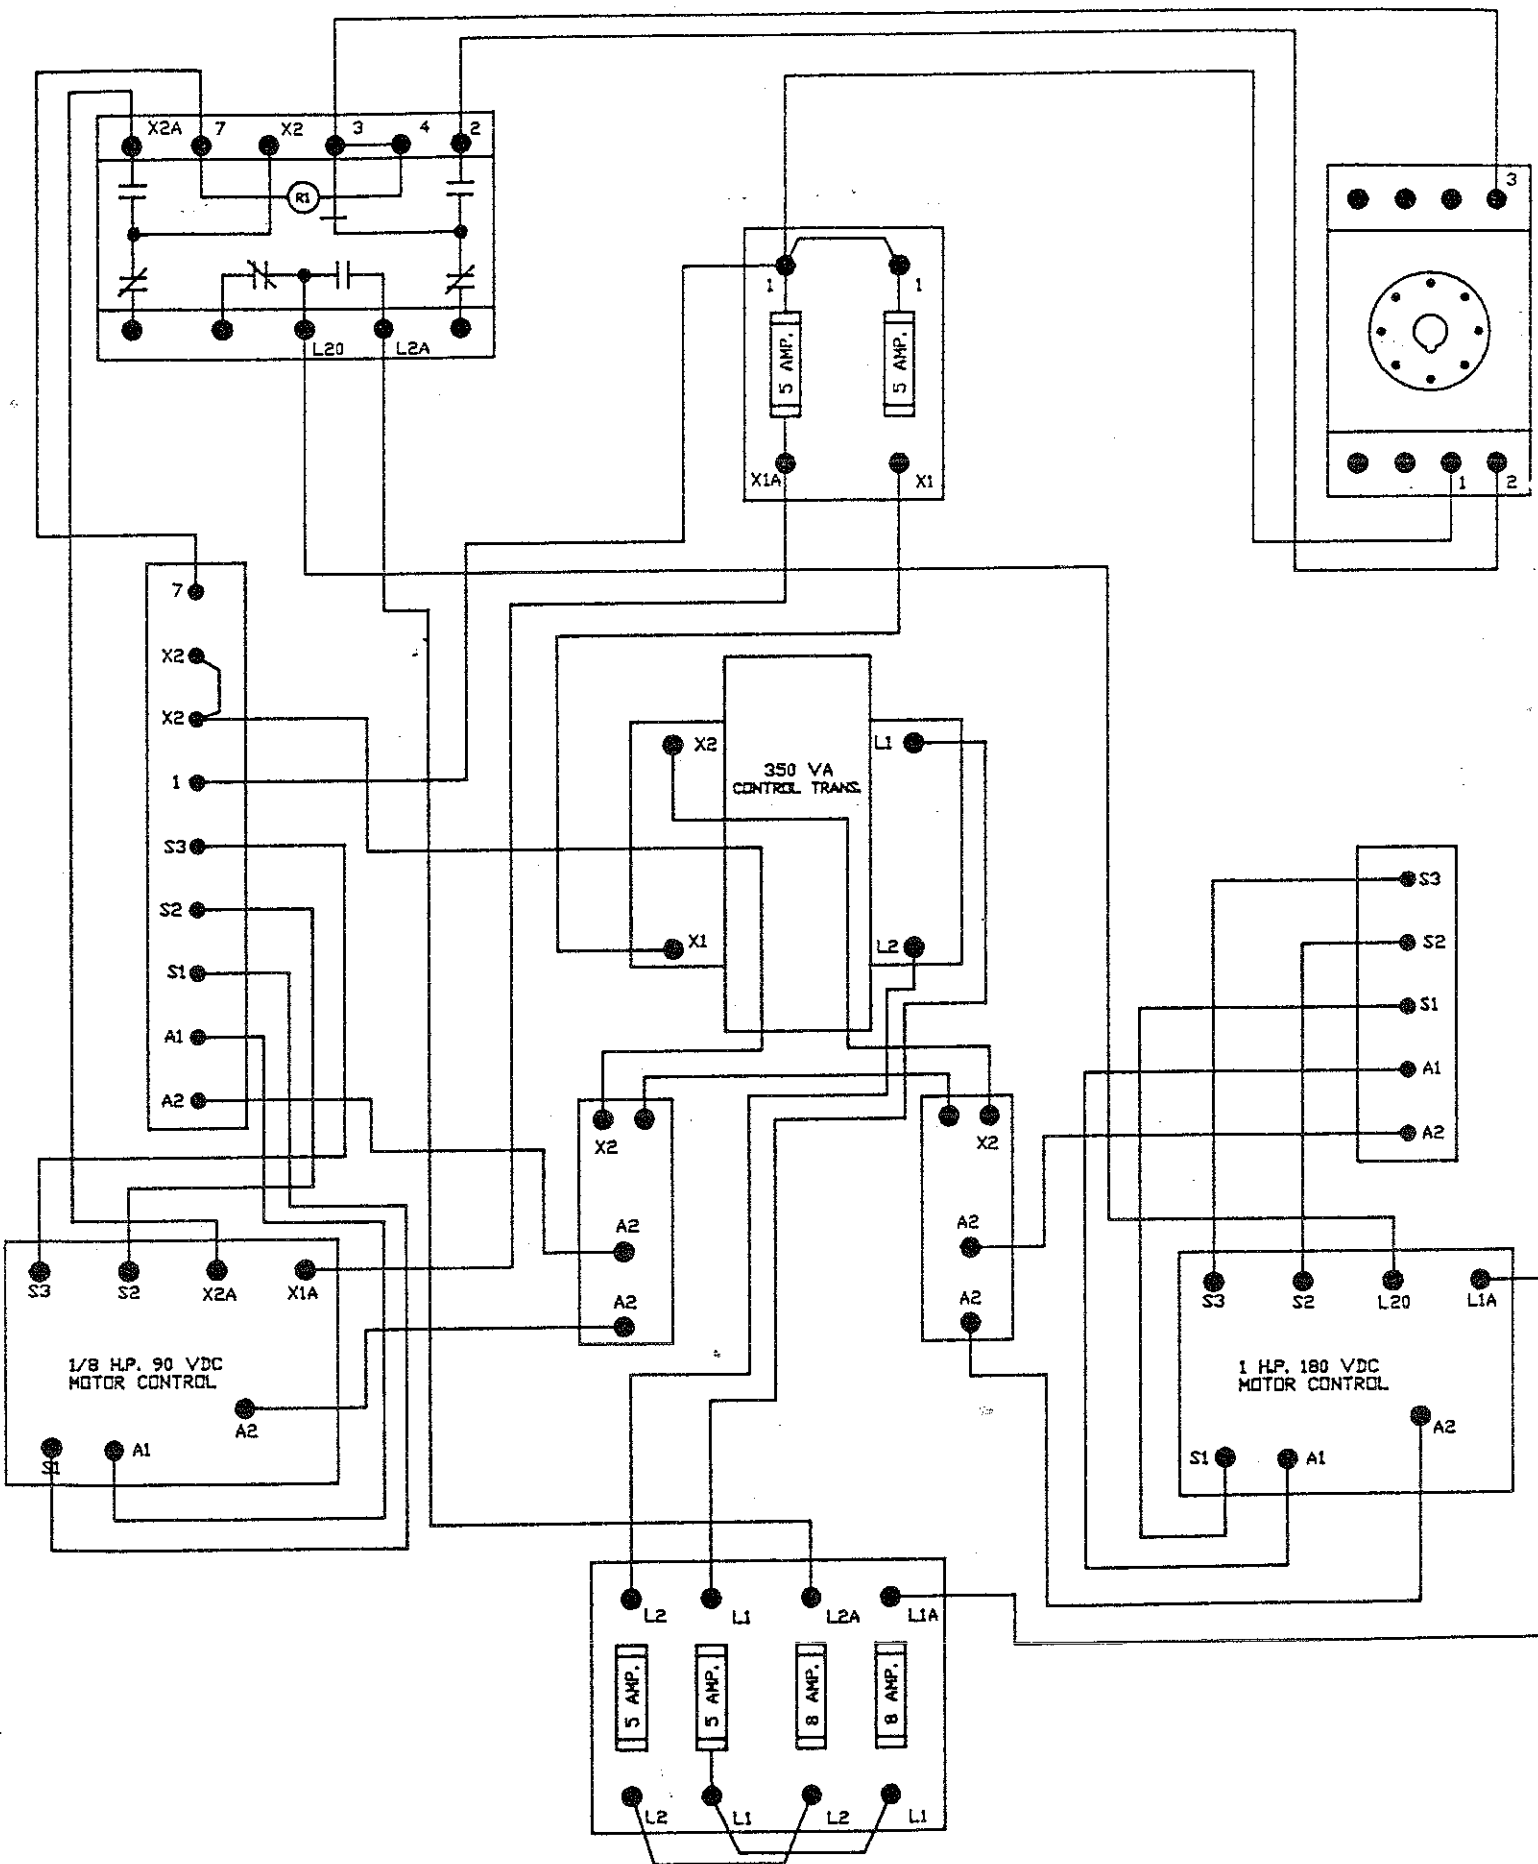 X2A 7 X2 3 4 2
R1
L20 L2A
1 1
5 AMP. 5 AMP.
X1A X1
3
1 2
7
X2
X2
1
S3
S2
S1
A1
A2
X2 L1
350 VA
CONTROL TRANS.
X1 L2
S3
S2
S1
A1
A2
X2
A2
A2
X2
A2
A2
S3 S2 X2A X1A
1/8 H.P. 90 VDC
MOTOR CONTROL
A2
S1 A1
S3 S2 L20 L1A
1 H.P. 180 VDC
MOTOR CONTROL
A2
S1 A1
L2 L1 L2A L1A
5 AMP. 5 AMP. 8 AMP. 8 AMP.
L2 L1 L2 L1